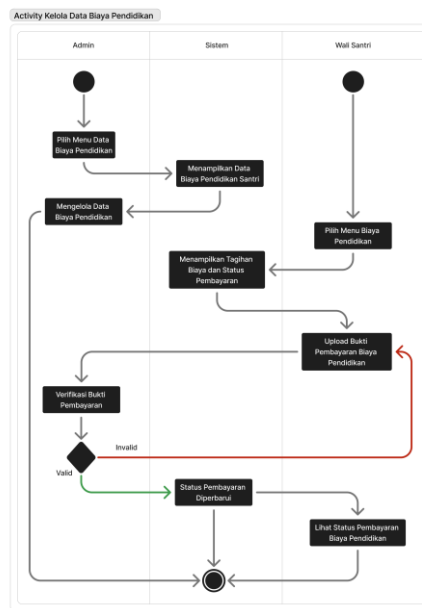 Activity Kelola Data Biaya Pendidikan
Admin
Sistem
Wali Santri
Pilih Menu Data
Biaya Pendidikan
Menampilkan Data
Biaya Pendidikan Santri
Mengelola Data
Biaya Pendidikan
Pilih Menu Biaya
Pendidikan
Menampilkan Tagihan
Biaya dan Status
Pembayaran
Upload Bukti
Pembayaran Biaya
Pendidikan
Verifikasi Bukti
Pembayaran
Invalid
Valid
Status Pembayaran
Diperbarui
Lihat Status Pembayaran
Biaya Pendidikan